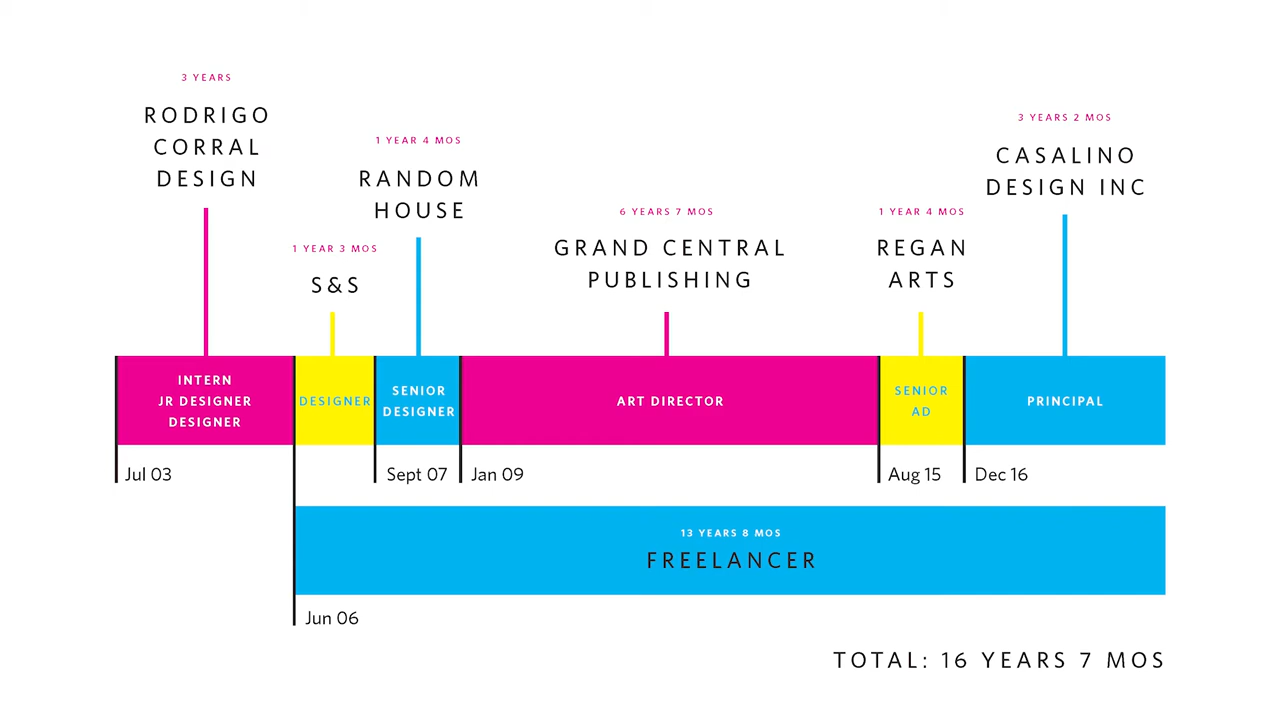 3 YEARS
RODRIGO
CORRAL
DESIGN
1 YEAR 3 MOS
S&S
1 YEAR 4 MOS
RANDOM
HOUSE
6 YEARS 7 MOS
GRAND CENTRAL
PUBLISHING
1 YEAR 4 MOS
REGAN
ARTS
3 YEARS 2 MOS
CASALINO
DESIGN INC
INTERN
JR DESIGNER
DESIGNER
DESIGNER
SENIOR
DESIGNER
ART DIRECTOR
SENIOR
AD
PRINCIPAL
Jul 03
Sept 07
Jan 09
Aug 15
Dec 16
13 YEARS 8 MOS
FREELANCER
Jun 06
TOTAL: 16 YEARS 7 MOS